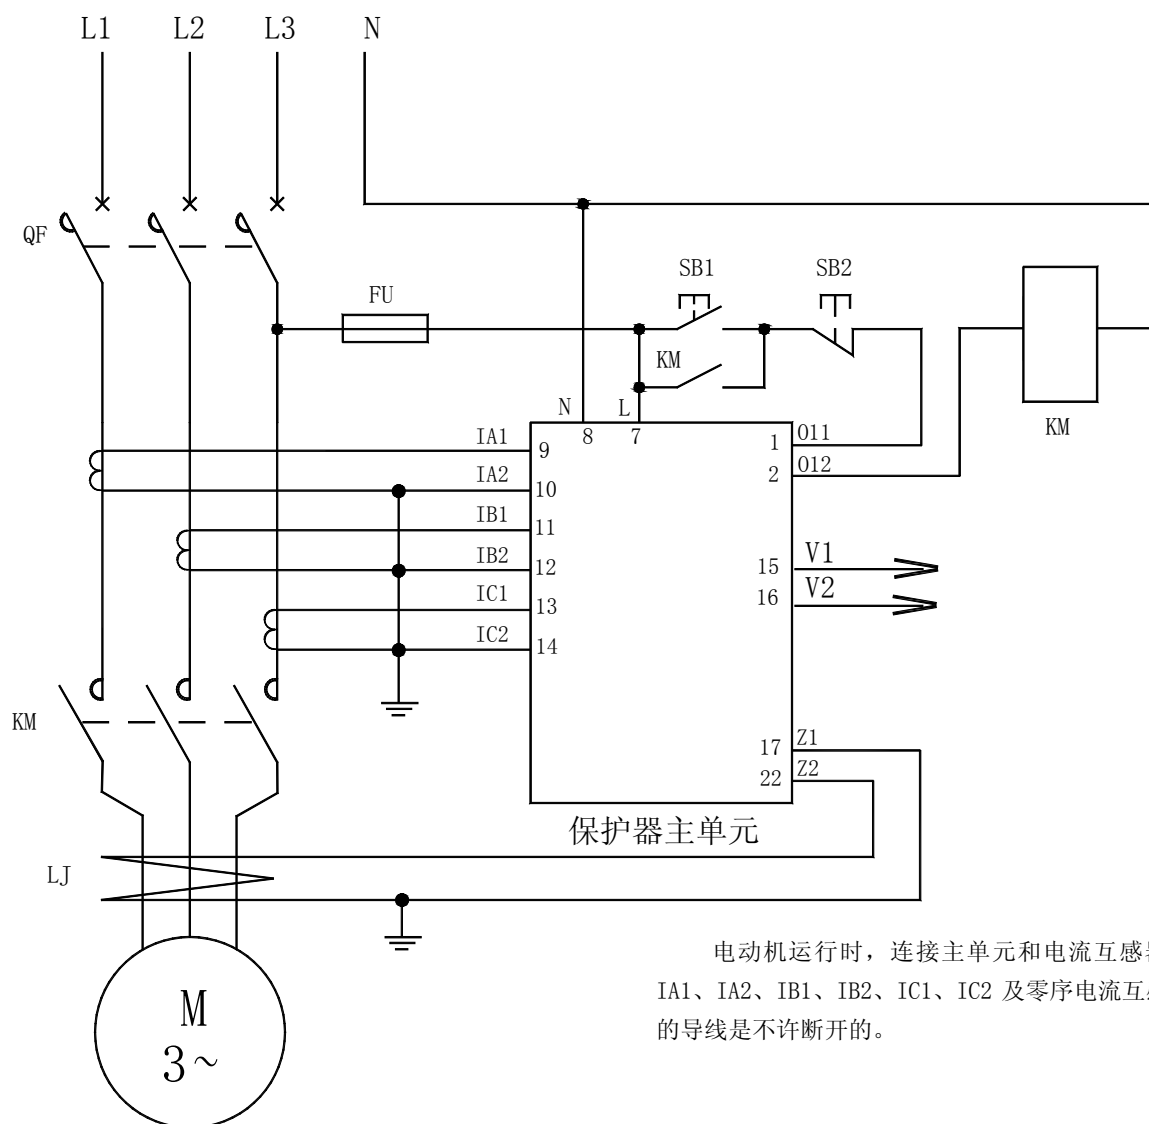 L1 L2 L3 N
QF
FU
SB1 SB2
KM
KM
N L
8 7
IA1 9
IA2 10
IB1 11
IB2 12
IC1 13
IC2 14
1 O11
2 O12
15 V1
16 V2
17 Z1
22 Z2
KM
保护器主单元
LJ
M
3~
电动机运行时，连接主单元和电流互感
IA1、IA2、IB1、IB2、IC1、IC2 及零序电流互
的导线是不许断开的。